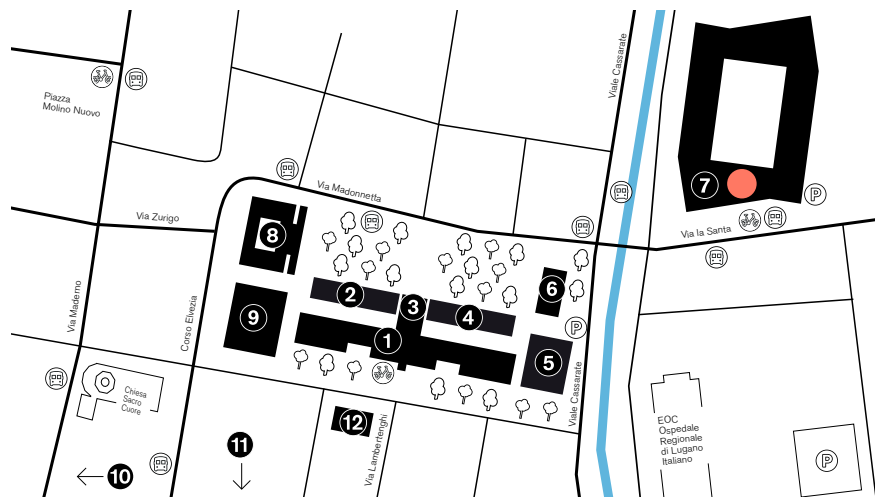 Viale Cassarate
Piazza
Molino Nuovo
7
P
Via Madonnetta
Via Zurigo
Via la Santa
8
6
2
3
4
9
1
P
5
Via Maderno
Corso Elvezia
Viale Cassarate
Chiesa
Sacro
Cuore
12
Via Lambertenghi
EOC
Ospedale
Regionale
di Lugano
Italiano
11
P
10